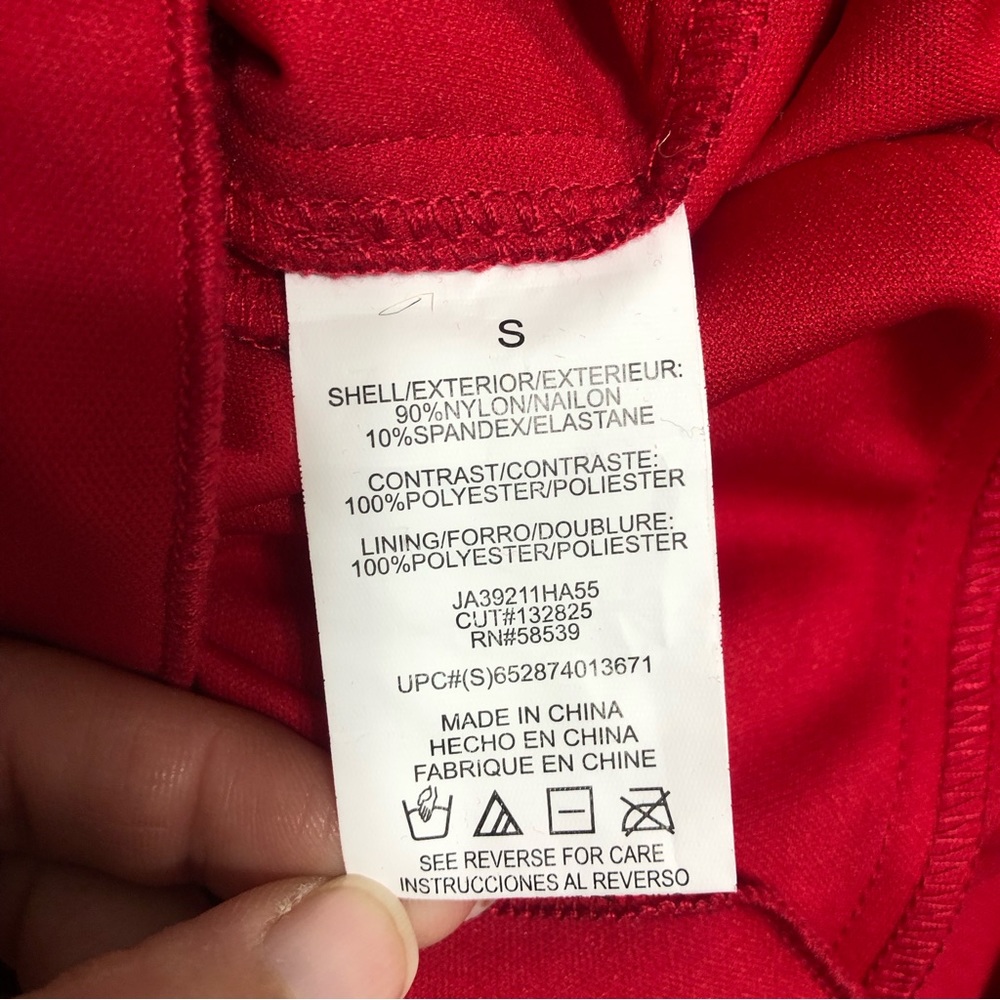 S
SHELL/EXTERIOR/EXTERIEUR:
90%NYLON/NAILON
10%SPANDEX/ELASTANE
CONTRAST/CONTRASTE:
100%POLYESTER/POLIESTER
LINING/FORRO/DOUBLURE:
100%POLYESTER/POLIESTER
JA39211HA55
CUT#132825
RN#58539
UPC#(S)652874013671
MADE IN CHINA
HECHO EN CHINA
FABRIQUE EN CHINE
SEE REVERSE FOR CARE
INSTRUCCIONES AL REVERSO